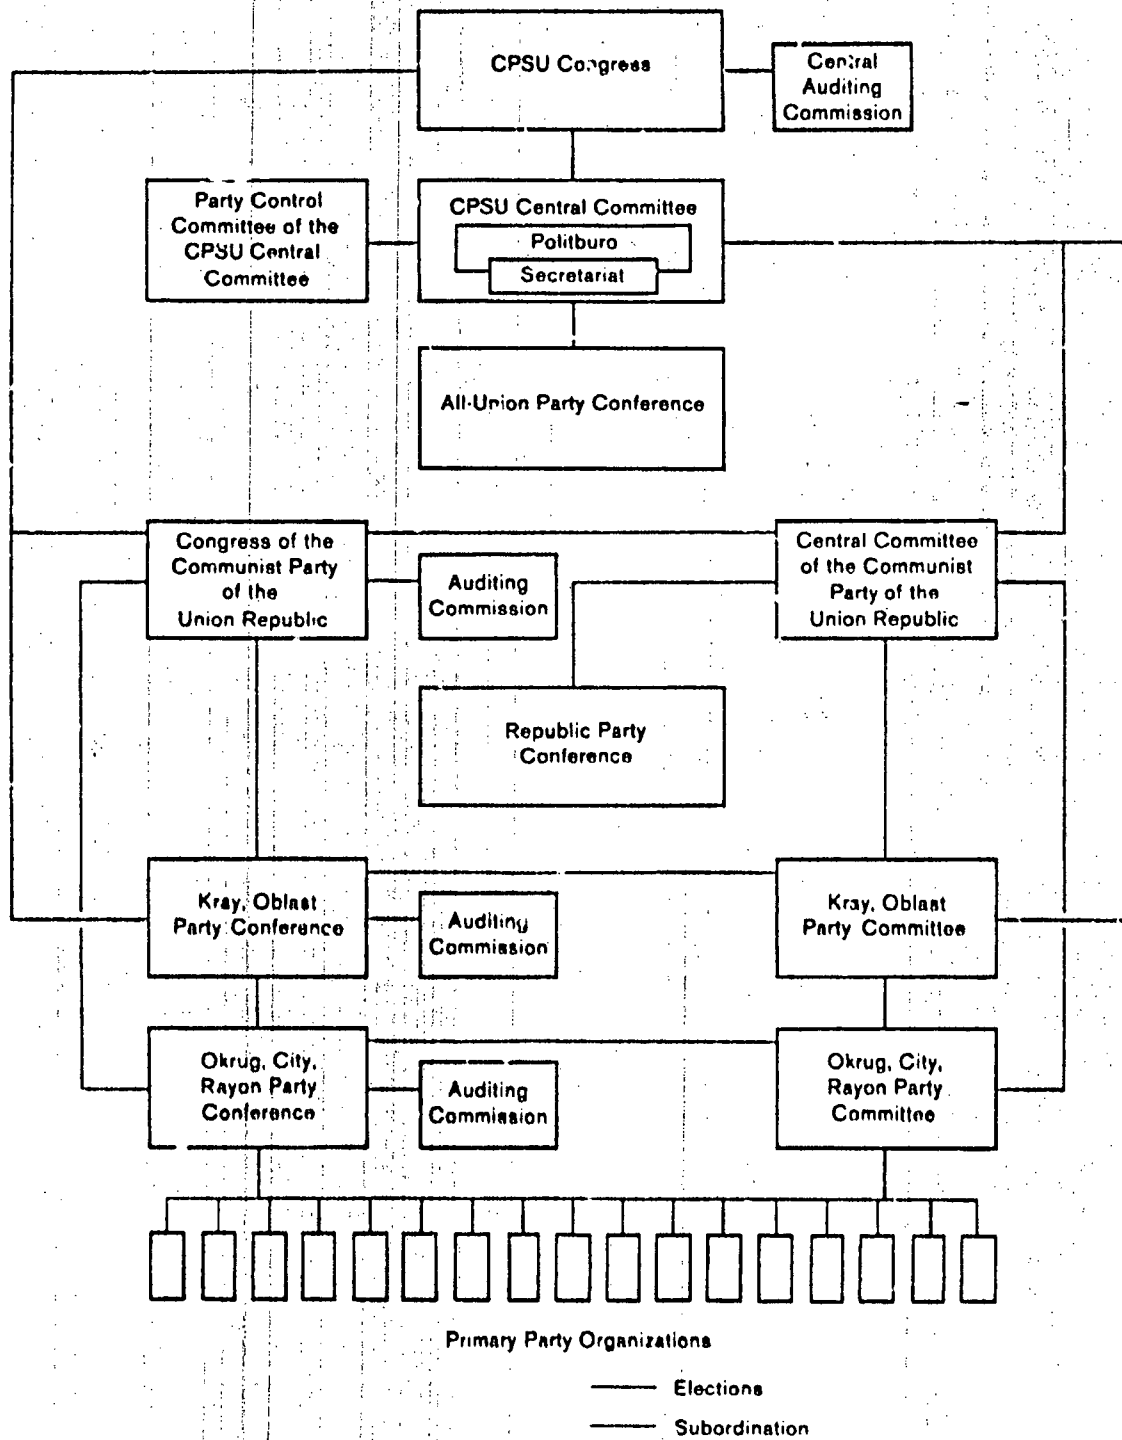 CPSU Congress
Central
Auditing
Commission
Party Control
Committee of the
CPSU Central
Committee
CPSU Central Committee
Politburo
Secretariat
All-Union Party Conference
Congress of the
Communist Party
of the
Union Republic
Auditing
Commission
Central Committee
of the Communist
Party of the
Union Republic
Republic Party
Conference
Kray, Oblast
Party Conference
Auditing
Commission
Kray, Oblast
Party Committee
Okrug, City,
Rayon Party
Conference
Auditing
Commission
Okrug, City,
Rayon Party
Committee
Primary Party Organizations
Elections
Subordination